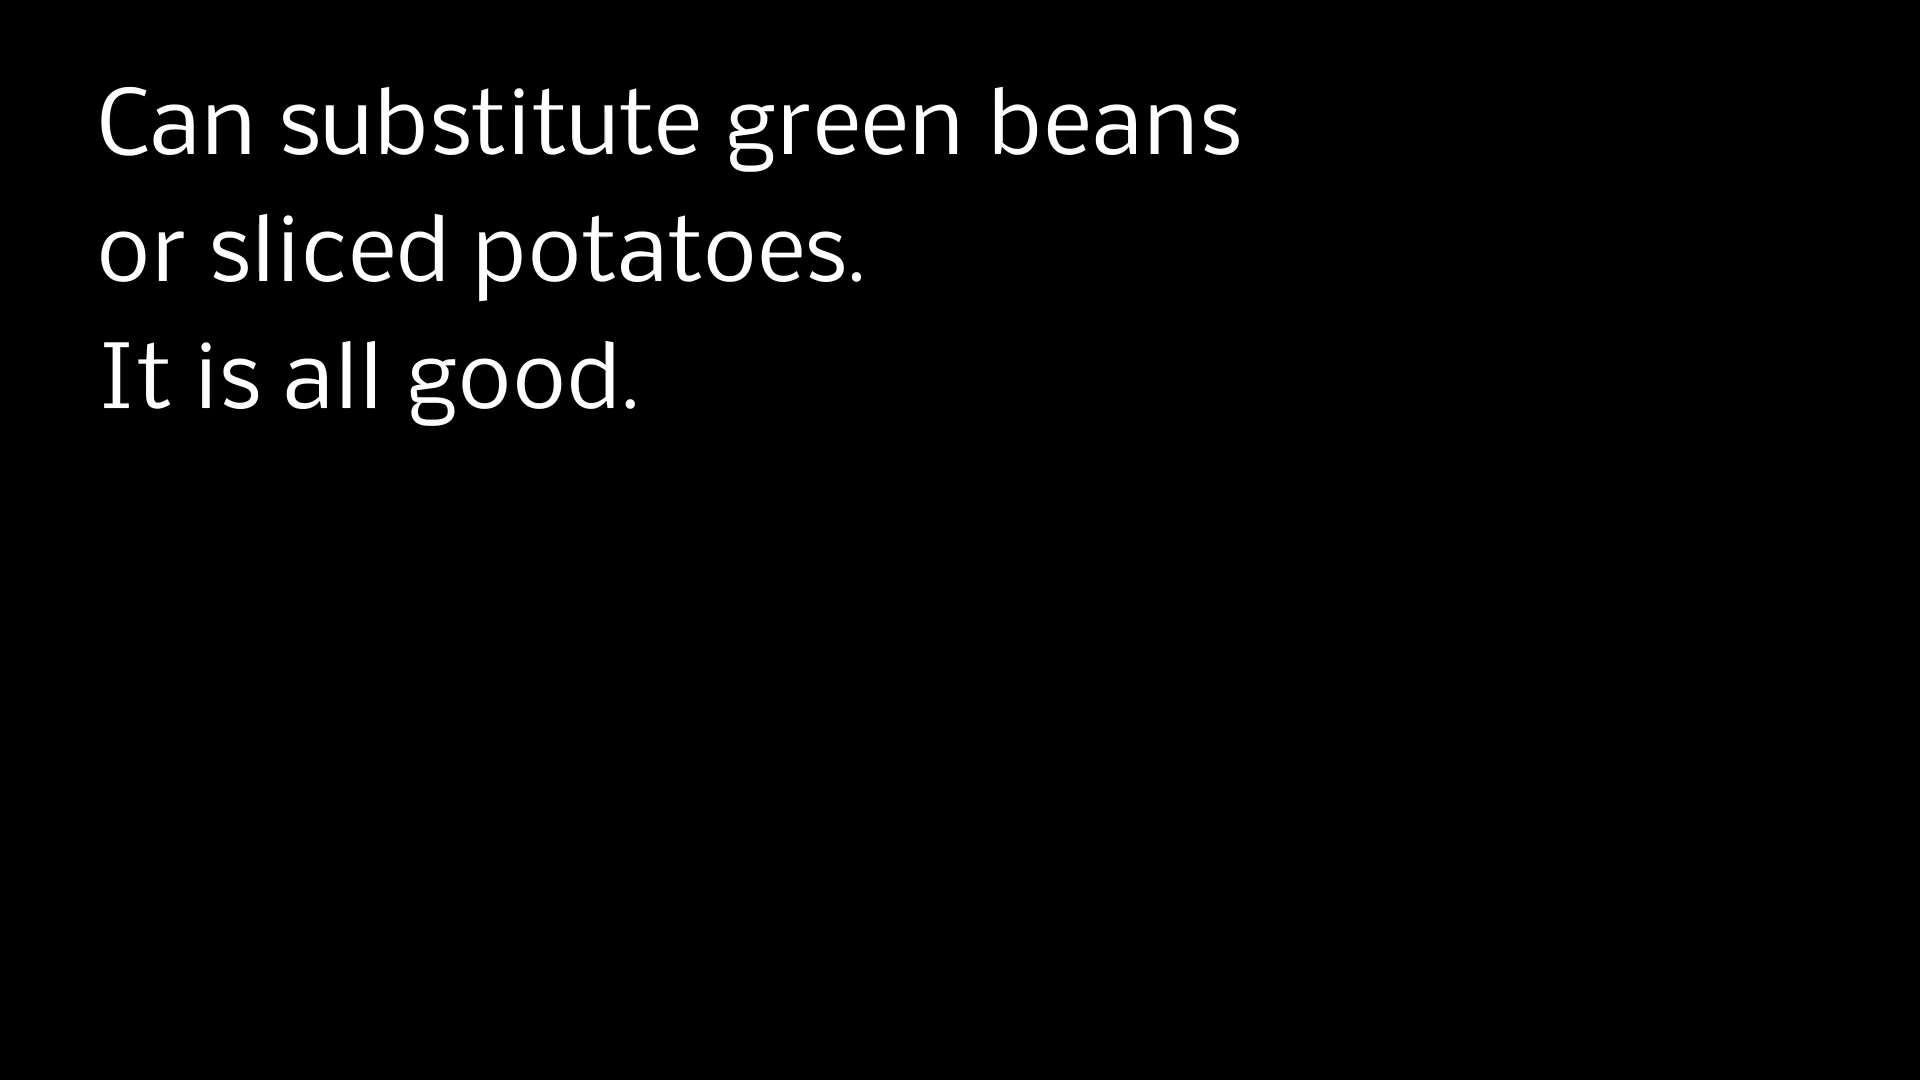 Can substitute green beans
or sliced potatoes.
It is all good.